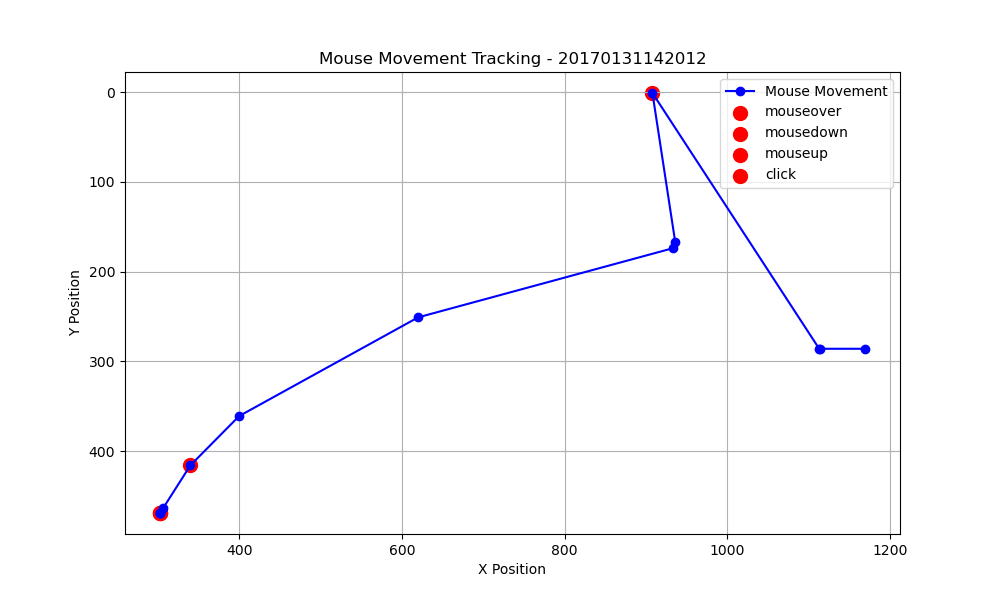 Mouse Movement Tracking - 20170131142012
Mouse Movement
mouseover
mousedown
mouseup
click
0
100
200
300
400
Y Position
400
600
800
1000
1200
X Position